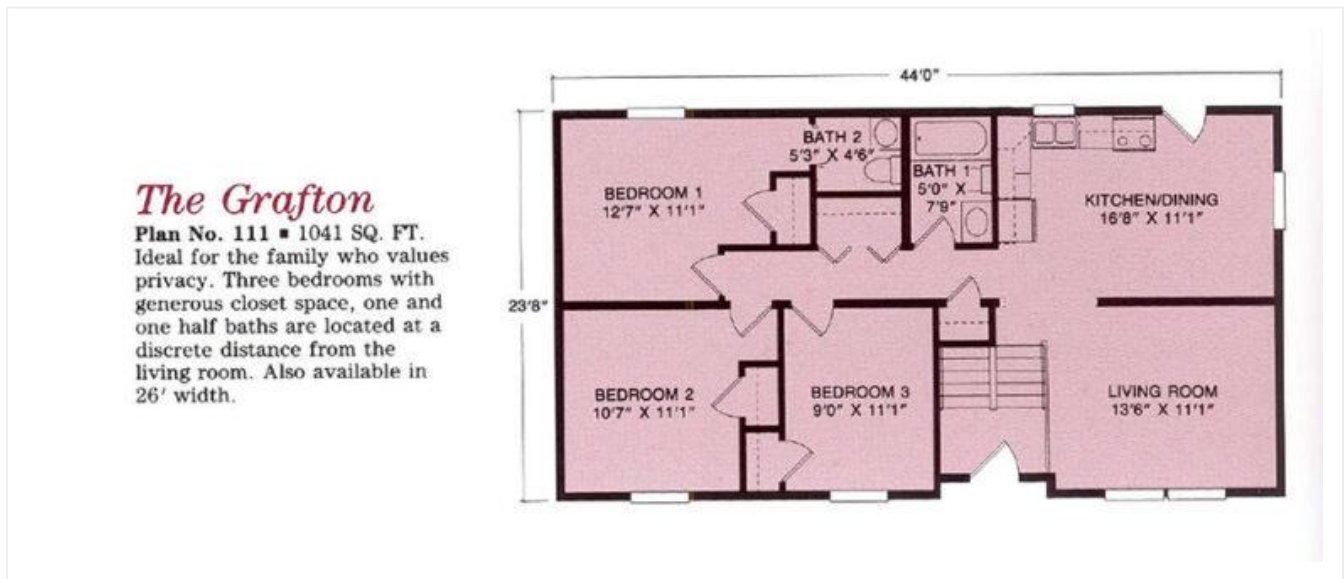 The Grafton
Plan No. 111 ■ 1041 SQ. FT.
Ideal for the family who values
privacy. Three bedrooms with
generous closet space, one and
one half baths are located at a
discrete distance from the
living room. Also available in
26' width.
44'0"
23'8"
BEDROOM 1
12'7" X 11'1"
BATH 2
5'3" X 4'6"
BATH 1
5'0" X
7'9"
KITCHEN/DINING
16'8" X 11'1"
BEDROOM 2
10'7" X 11'1"
BEDROOM 3
9'0" X 11'1"
LIVING ROOM
13'6" X 11'1"